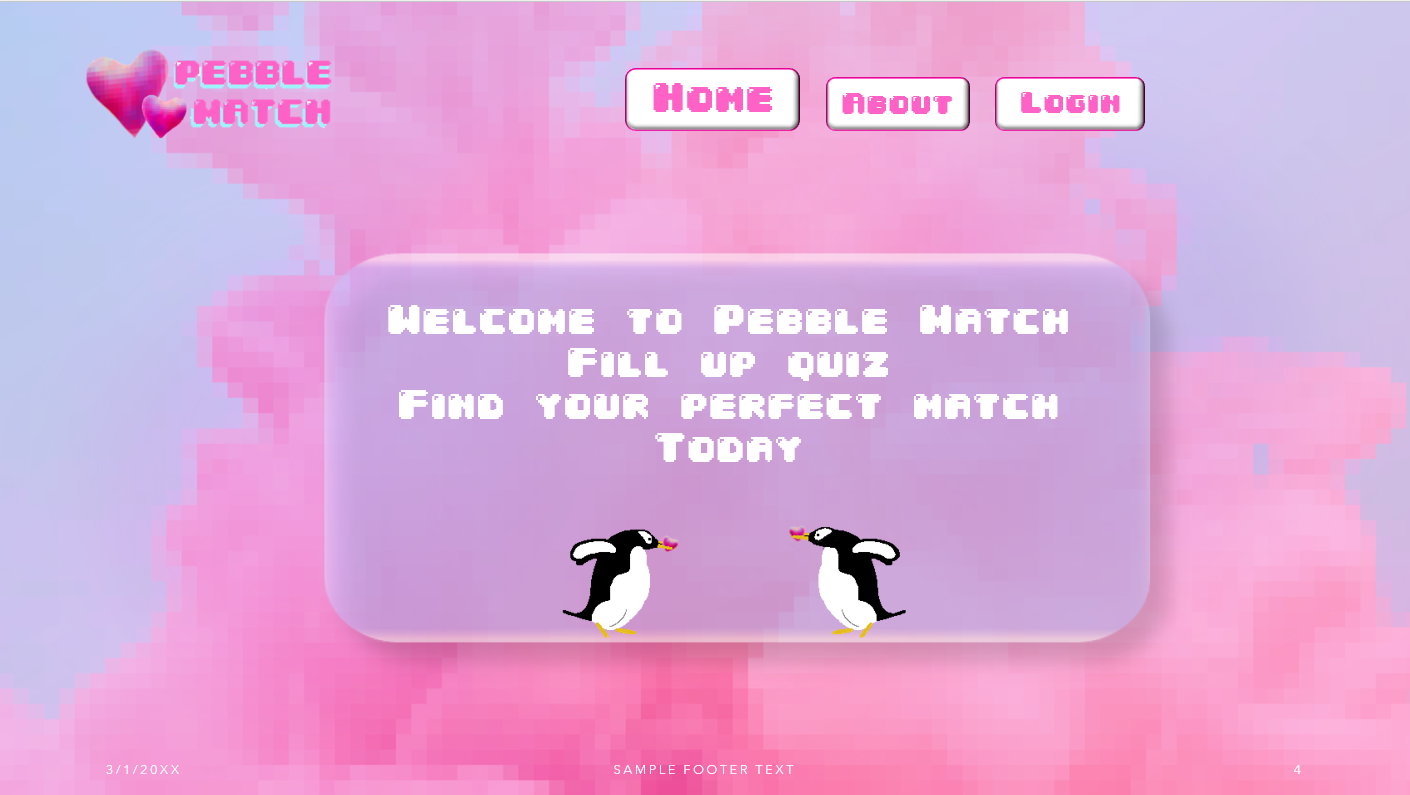 PEBBLE
MATCH
Home
About
Login
Welcome to Pebble Match
Fill up quiz
Find your perfect match
Today
3/1/20XX
SAMPLE FOOTER TEXT
4